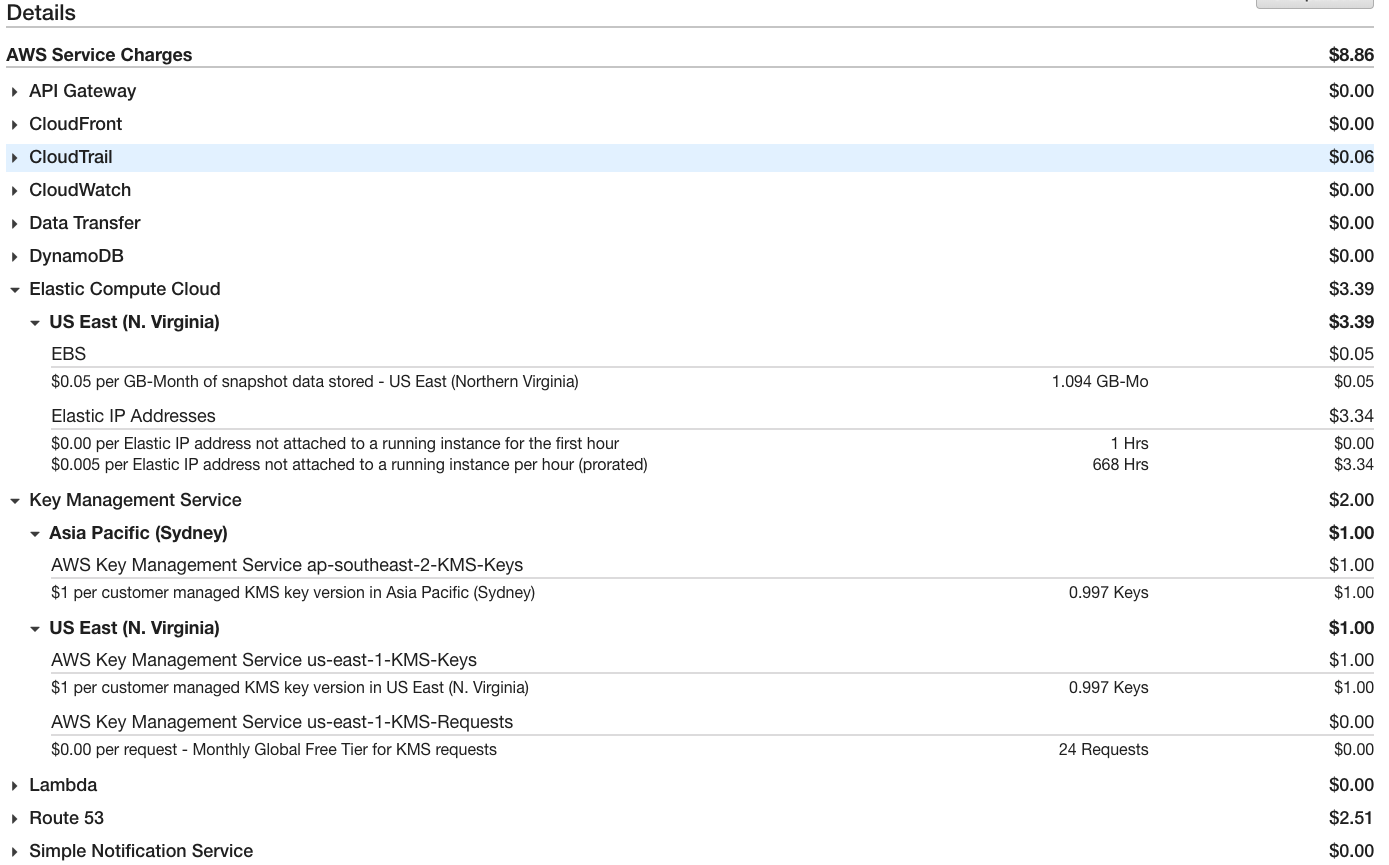 Details
AWS Service Charges $8.86
API Gateway $0.00
CloudFront $0.00
CloudTrail $0.06
CloudWatch $0.00
Data Transfer $0.00
DynamoDB $0.00
Elastic Compute Cloud $3.39
US East (N. Virginia) $3.39
EBS $0.05
$0.05 per GB-Month of snapshot data stored - US East (Northern Virginia) 1.094 GB-Mo $0.05
Elastic IP Addresses $3.34
$0.00 per Elastic IP address not attached to a running instance for the first hour 1 Hrs $0.00
$0.005 per Elastic IP address not attached to a running instance per hour (prorated) 668 Hrs $3.34
Key Management Service $2.00
Asia Pacific (Sydney) $1.00
AWS Key Management Service ap-southeast-2-KMS-Keys $1.00
$1 per customer managed KMS key version in Asia Pacific (Sydney) 0.997 Keys $1.00
US East (N. Virginia) $1.00
AWS Key Management Service us-east-1-KMS-Keys $1.00
$1 per customer managed KMS key version in US East (N. Virginia) 0.997 Keys $1.00
AWS Key Management Service us-east-1-KMS-Requests $0.00
$0.00 per request - Monthly Global Free Tier for KMS requests 24 Requests $0.00
Lambda $0.00
Route 53 $2.51
Simple Notification Service $0.00